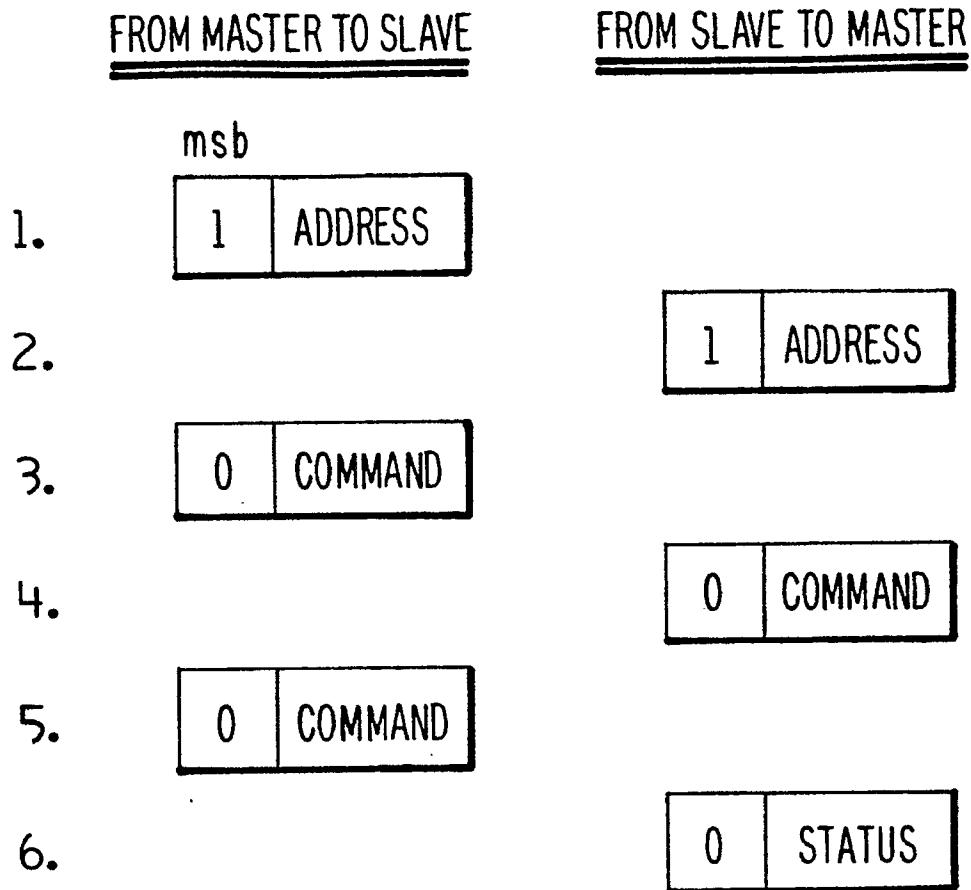 FROM MASTER TO SLAVE FROM SLAVE TO MASTER
msb
1. 1 ADDRESS
2. 1 ADDRESS
3. 0 COMMAND
4. 0 COMMAND
5. 0 COMMAND
6. 0 STATUS